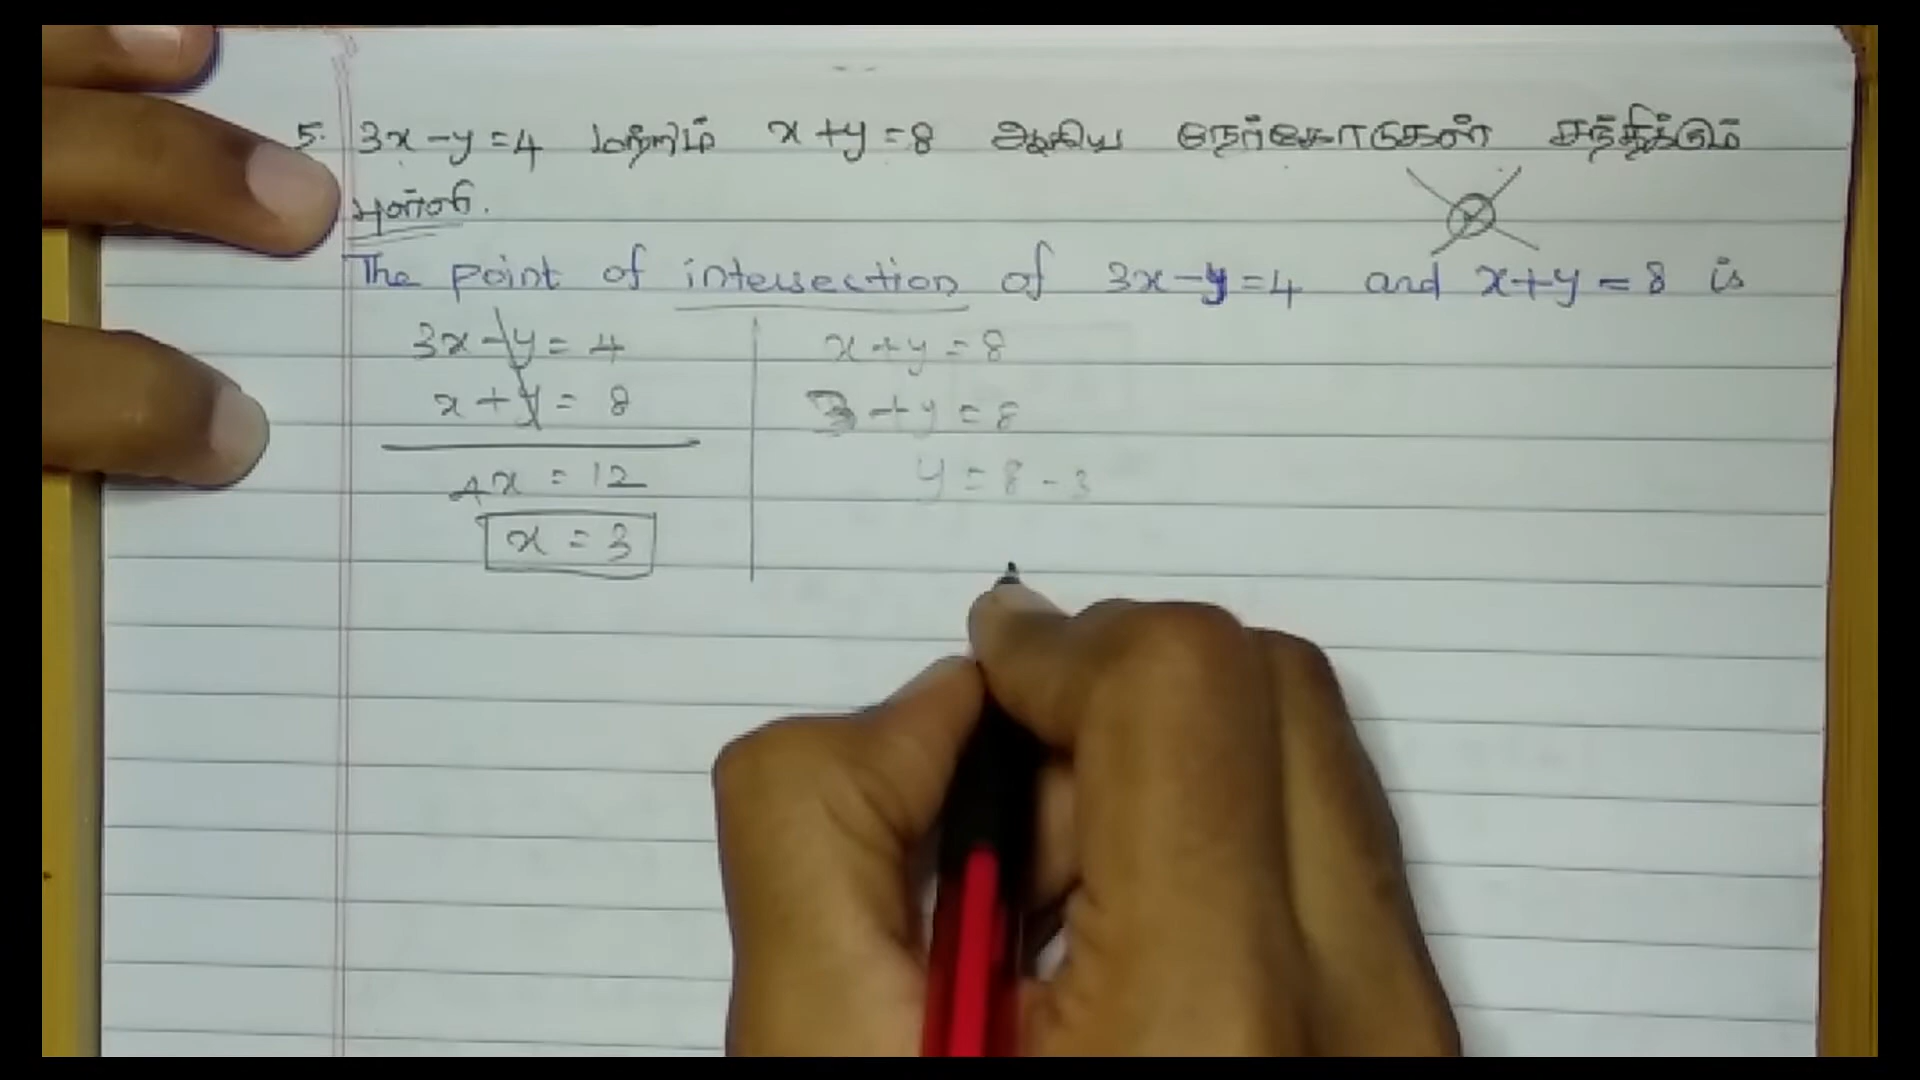 5. 3x-y=4 மற்றும் x+y=8 ஆகிய நேர்கோடுகள் சந்திக்கும்
புள்ளி.
The point of intersection of 3x-y=4 and x+y=8 is
3x-y=4
x+y=8
4x=12
x=3
x+y=8
3+y=8
y=8-3